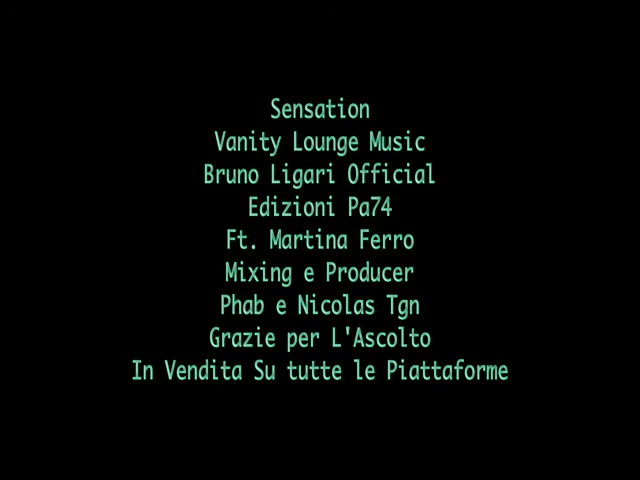 Sensation
Vanity Lounge Music
Bruno Ligari Official
Edizioni Pa74
Ft. Martina Ferro
Mixing e Producer
Phab e Nicolas Tgn
Grazie per L'Ascolto
In Vendita Su tutte le Piattaforme